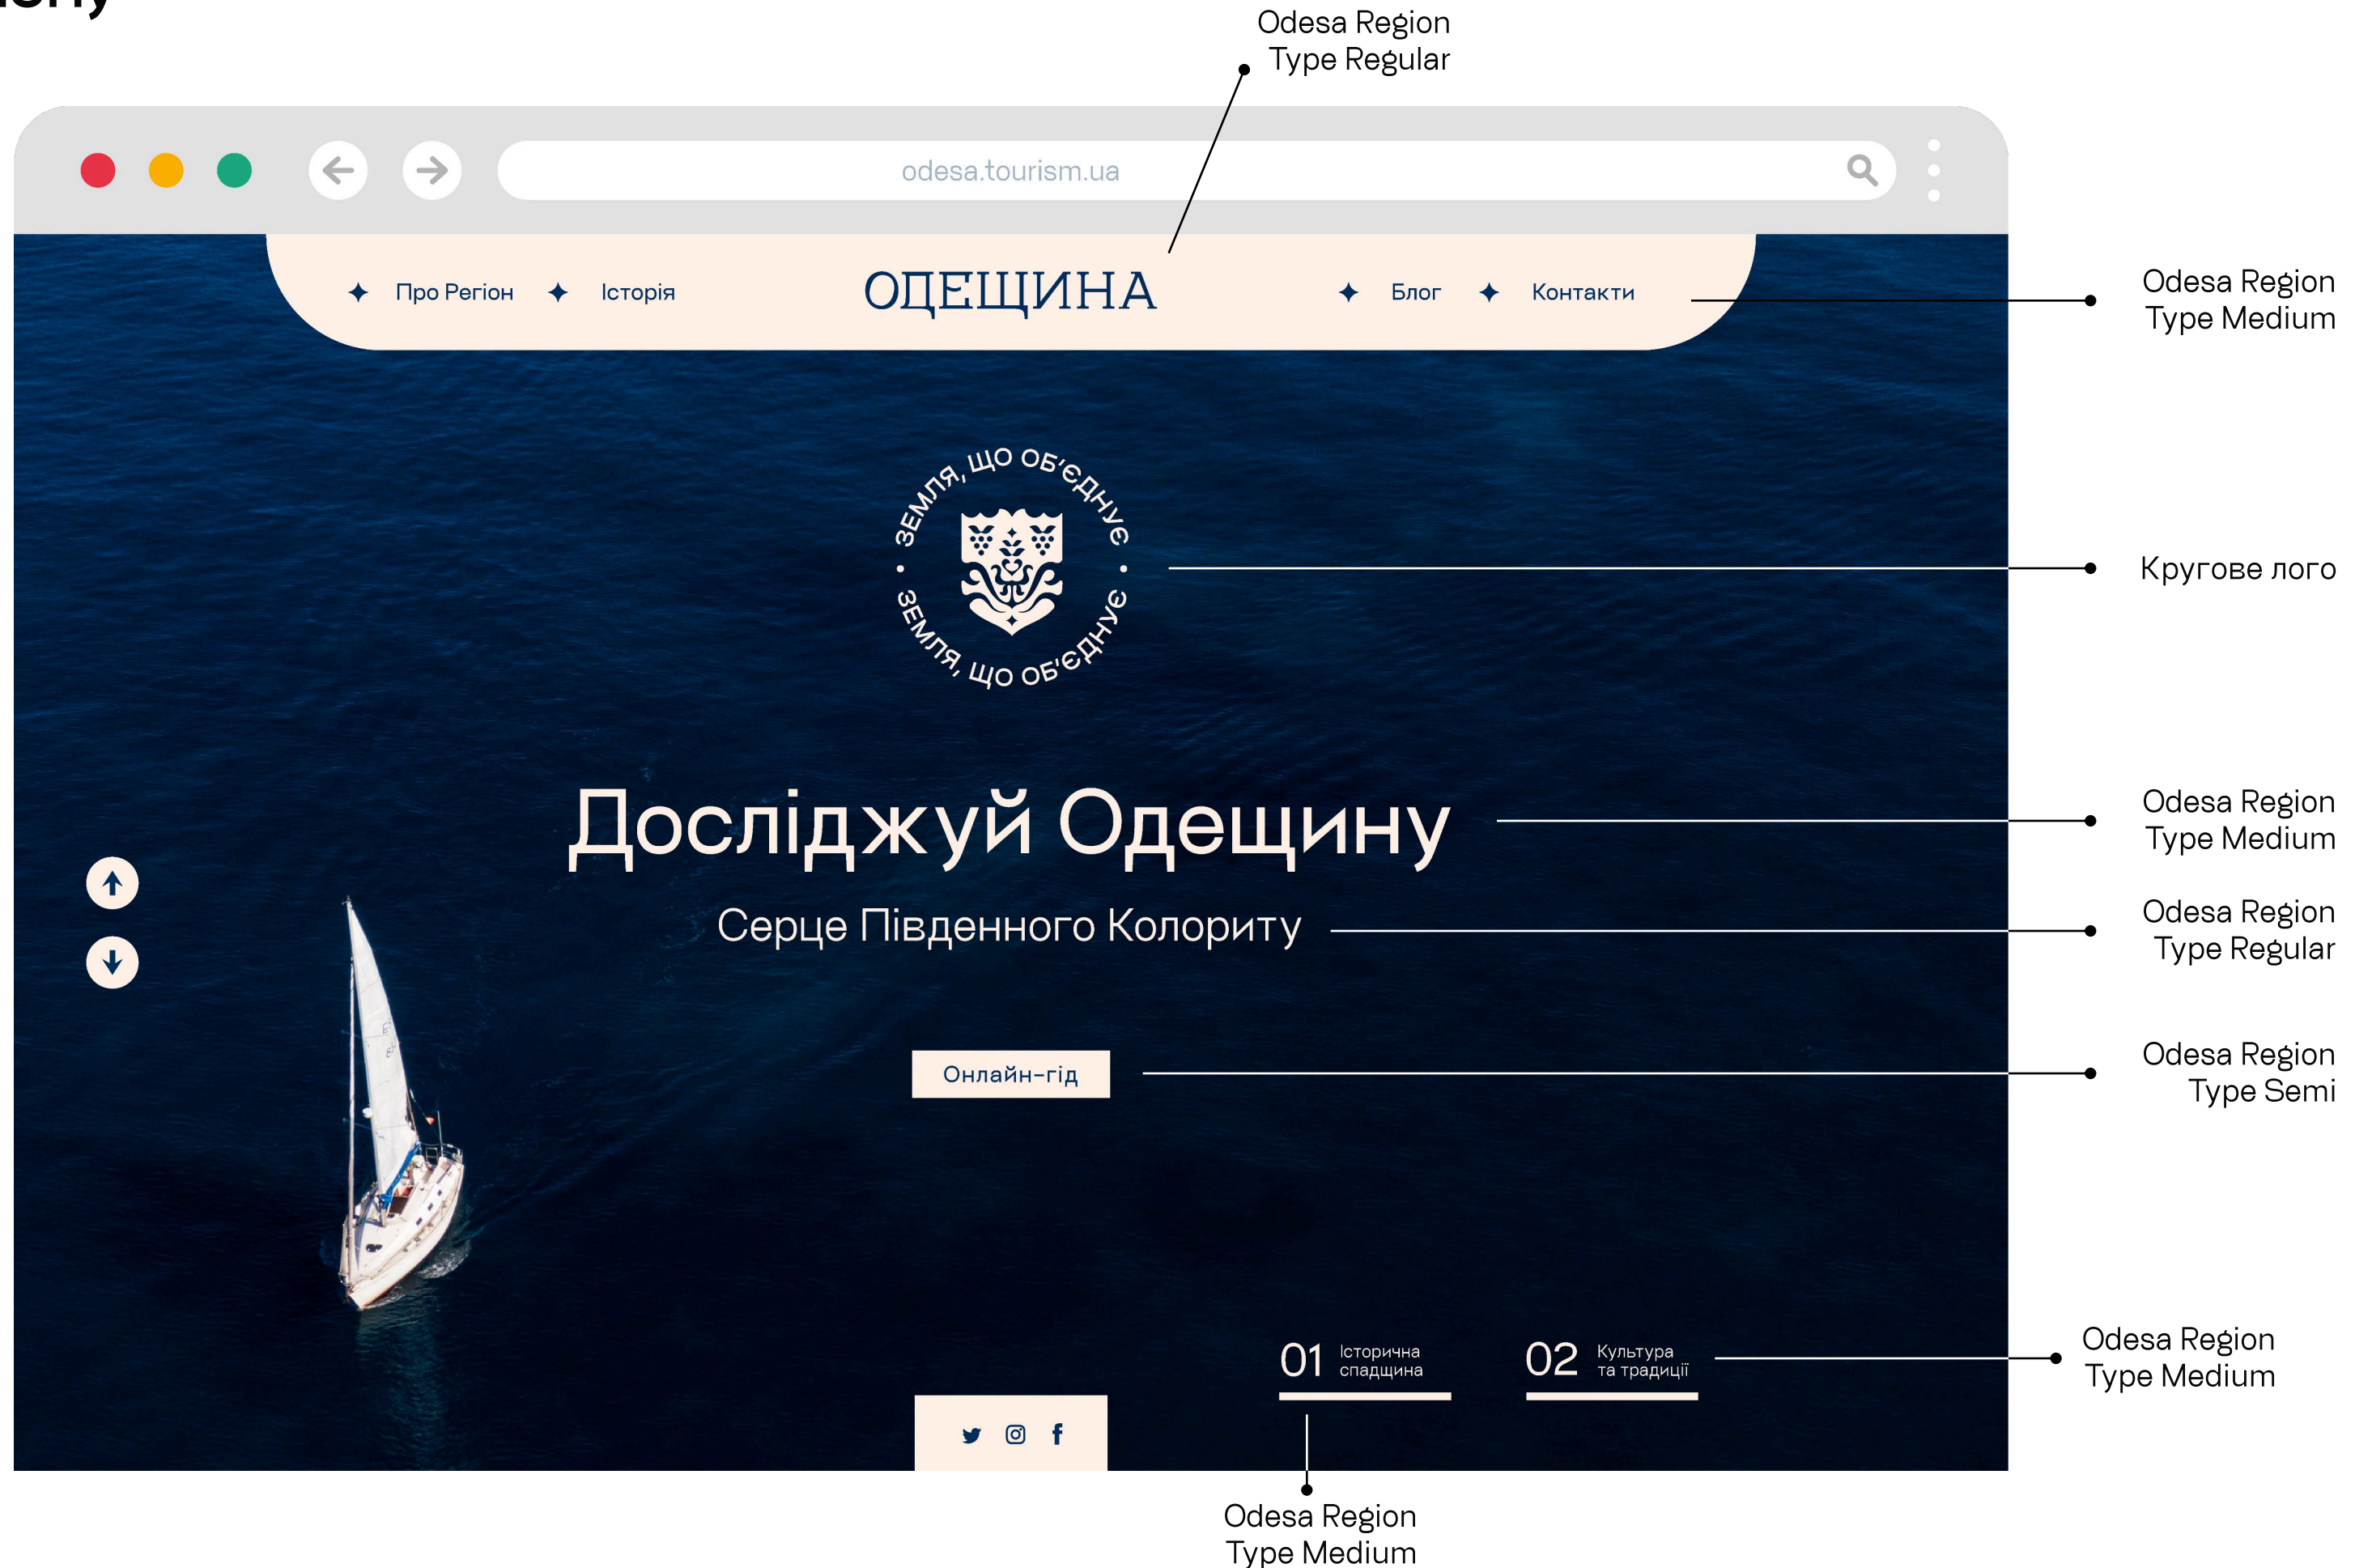 Odesa Region
Type Regular
odesa.tourism.ua
Про Регіон
Історія
ОДЕЩИНА
Блог
Контакти
Odesa Region
Type Medium
ЗЕМЛЯ, ЩО ОБ'ЄДНУЄ
ЗЕМЛЯ, ЩО ОБ'ЄДНУЄ
Кругове лого
Досліджуй Одещину
Odesa Region
Type Medium
Серце Південного Колориту
Odesa Region
Type Regular
Онлайн-гід
Odesa Region
Type Semi
01 Історична
спадщина
02 Культура
та традиції
Odesa Region
Type Medium
Odesa Region
Type Medium